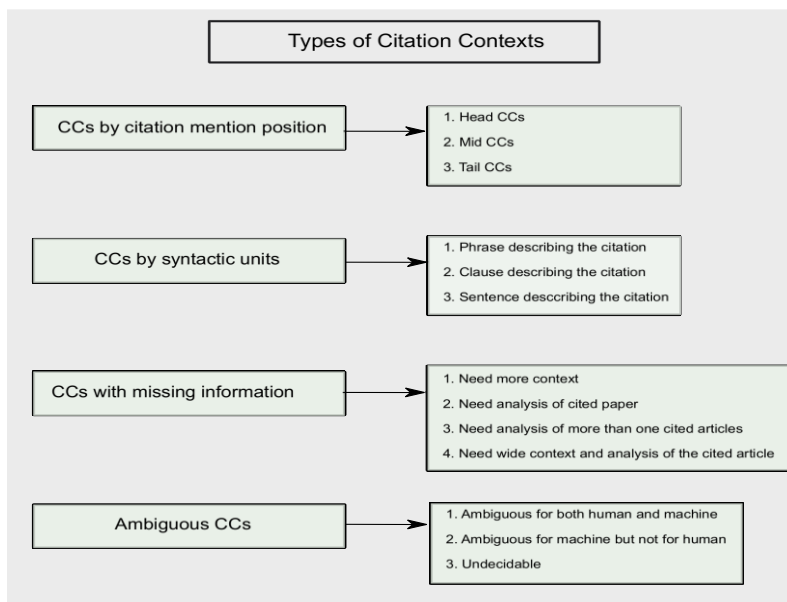 Types of Citation Contexts
CCs by citation mention position
1. Head CCs
2. Mid CCs
3. Tail CCs
CCs by syntactic units
1. Phrase describing the citation
2. Clause describing the citation
3. Sentence desccribing the citation
CCs with missing information
1. Need more context
2. Need analysis of cited paper
3. Need analysis of more than one cited articles
4. Need wide context and analysis of the cited article
Ambiguous CCs
1. Ambiguous for both human and machine
2. Ambiguous for machine but not for human
3. Undecidable